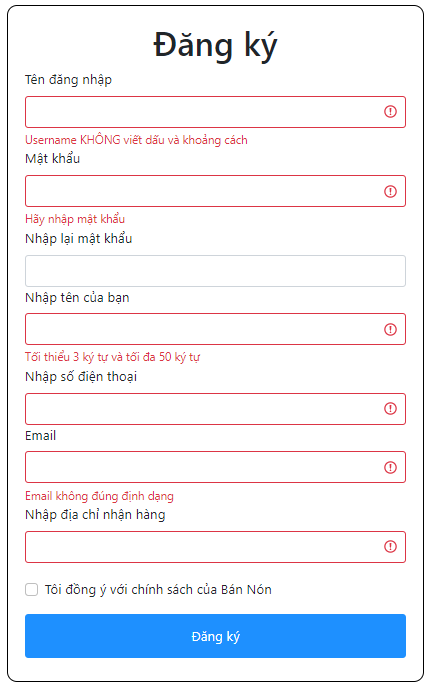 Đăng ký
Tên đăng nhập
Username KHÔNG viết dấu và khoảng cách
Mật khẩu
Hãy nhập mật khẩu
Nhập lại mật khẩu
Nhập tên của bạn
Tối thiểu 3 ký tự và tối đa 50 ký tự
Nhập số điện thoại
Email
Email không đúng định dạng
Nhập địa chỉ nhận hàng
Tôi đồng ý với chính sách của Bán Nón
Đăng ký